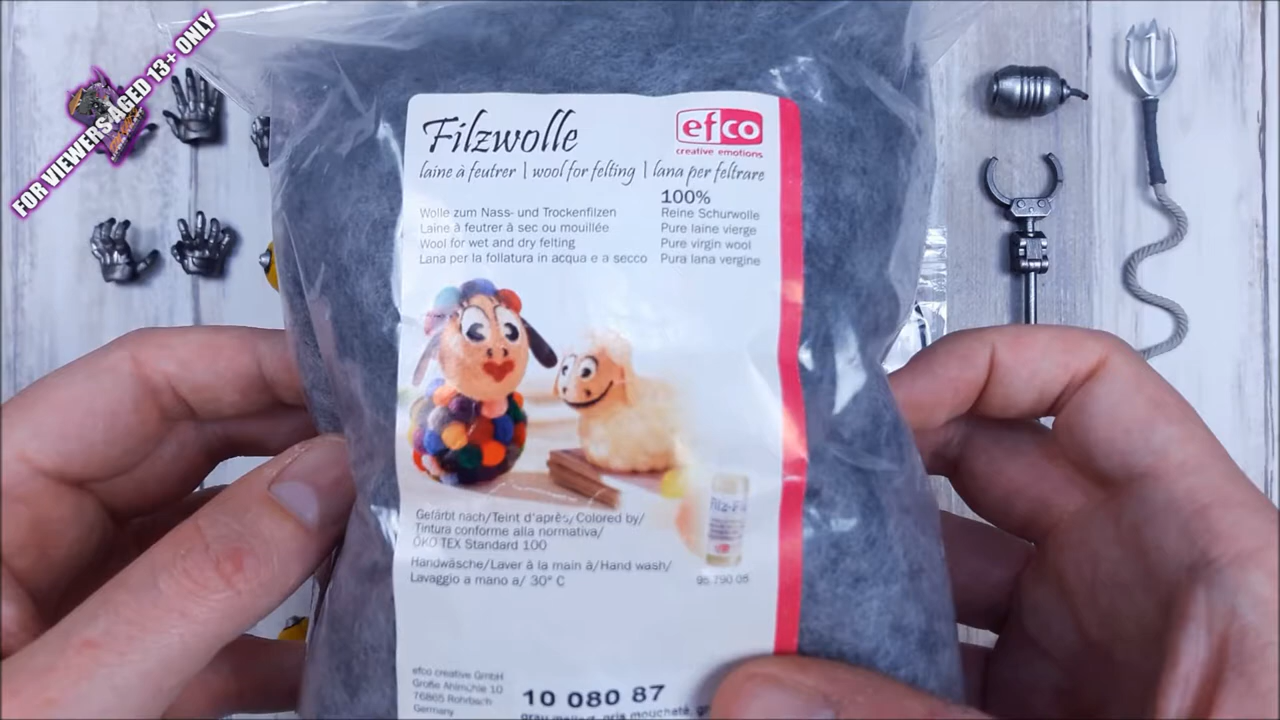 FOR VIEWERS AGED 13+ ONLY
Filzwolle
efco
creative emotions
laine à feutrer | wool for felting | lana per feltrare
100%
Wolle zum Nass- und Trockenfilzen
Reine Schurwolle
Laine à feutrer à sec ou mouillée
Pure laine vierge
Wool for wet and dry felting
Pure virgin wool
Lana per la follatura in acqua e a secco
Pura lana vergine
Gefärbt nach/Teint d'après/Colored by/
Tintura conforme alla normativa/
ÖKO TEX Standard 100
Handwäsche/Laver à la main à/Hand wash/
Lavaggio a mano a/ 30° C
efco creative GmbH
Große Ahlmühle 10
76865 Rohrbach
Germany
10 080 87
grau meliert, gris moucheté,